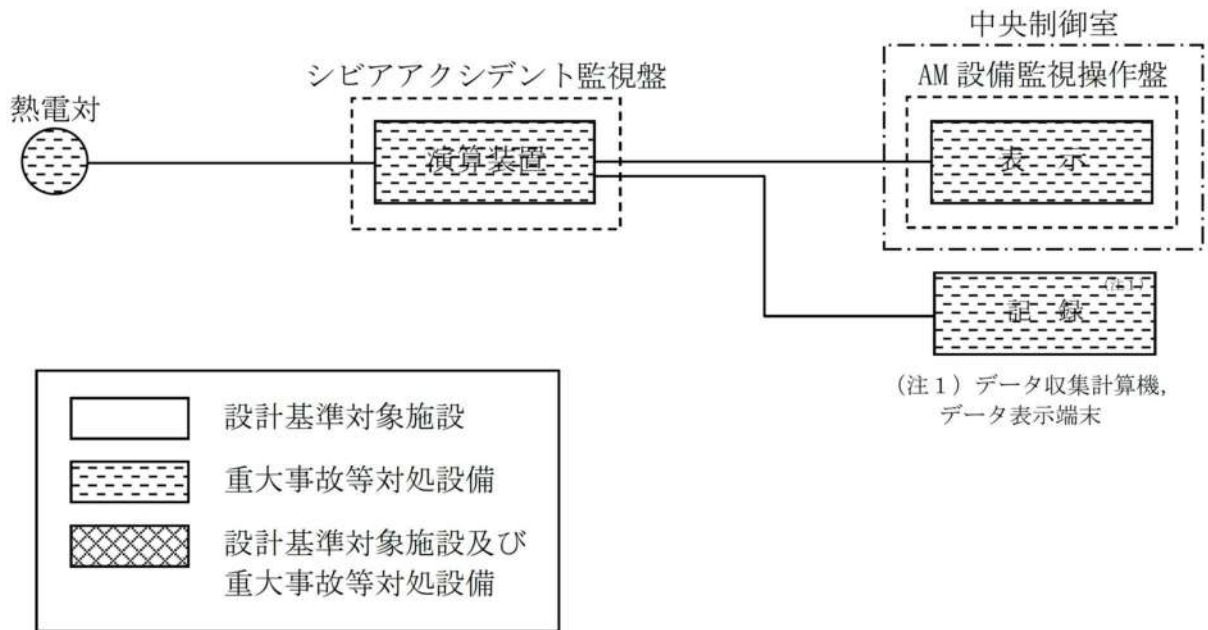 中央制御室
シビアアクシデント監視盤
AM 設備監視操作盤
熱電対
演算装置
表 示
(注1)
記 録
(注1)データ収集計算機,
データ表示端末
設計基準対象施設
重大事故等対処設備
設計基準対象施設及び
重大事故等対処設備